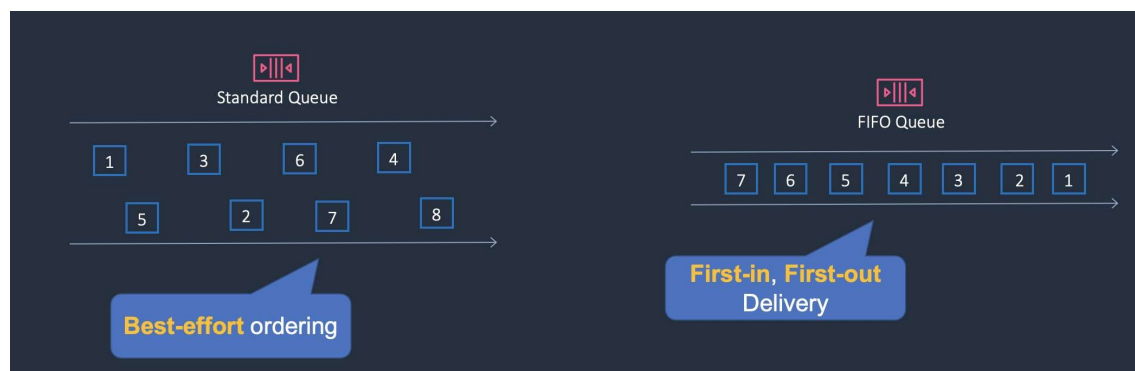 Standard Queue
1 3 6 4
5 2 7 8
Best-effort ordering
FIFO Queue
7 6 5 4 3 2 1
First-in, First-out
Delivery